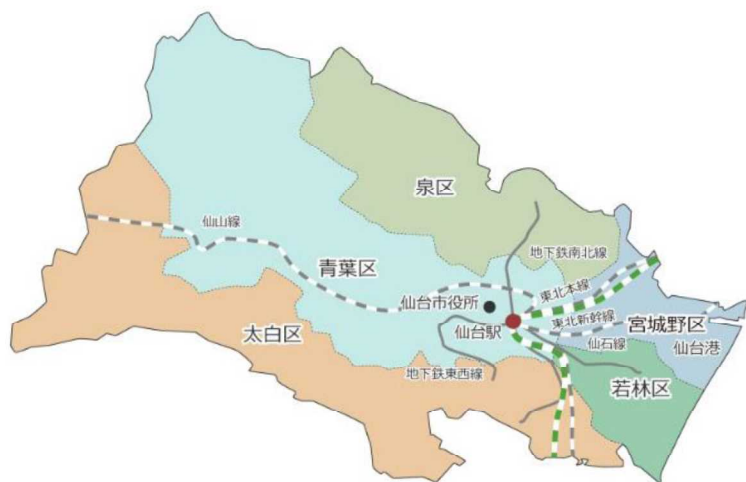 泉区
仙山線
地下鉄南北線
青葉区
東北本線
仙台市役所
東北新幹線
宮城野区
太白区
仙台駅
仙石線
仙台港
地下鉄東西線
若林区